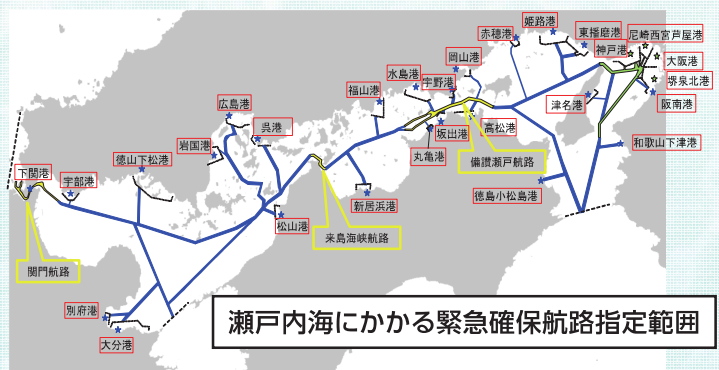 姫路港
赤穂港
東播磨港
尼崎西宮芦屋港
神戸港
岡山港
大阪港
水島港
宇野港
堺泉北港
福山港
津名港
阪南港
広島港
呉港
高松港
坂出港
和歌山下津港
岩国港
丸亀港
備讃瀬戸航路
徳山下松港
下関港
宇部港
徳島小松島港
新居浜港
松山港
来島海峡航路
関門航路
別府港
大分港
瀬戸内海にかかる緊急確保航路指定範囲